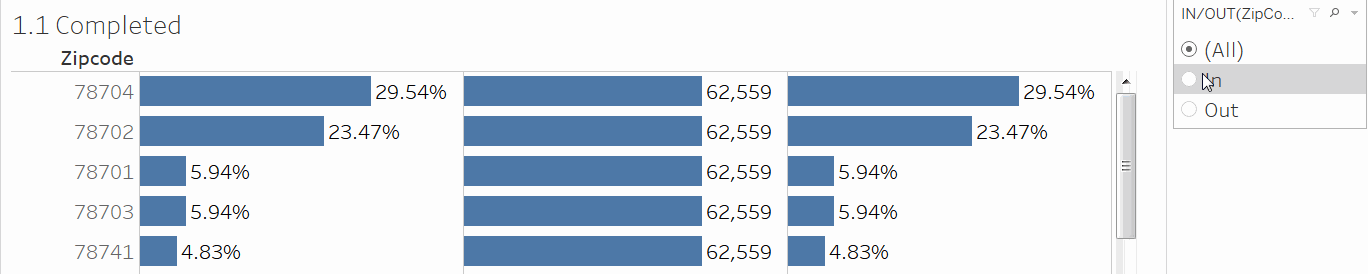 1.1 Completed
Zipcode
78704 29.54% 62,559 29.54%
78702 23.47% 62,559 23.47%
78701 5.94% 62,559 5.94%
78703 5.94% 62,559 5.94%
78741 4.83% 62,559 4.83%
IN/OUT(ZipCo...
(All)
In
Out